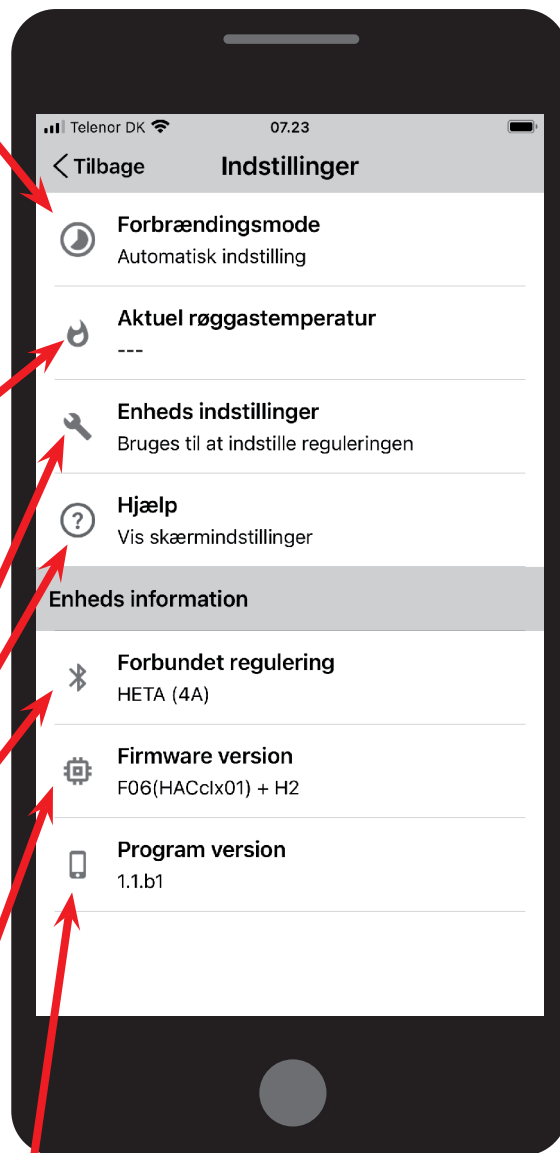 Telenor DK 07.23
Tilbage Indstillinger
Forbrændingsmode
Automatisk indstilling
Aktuel røggastemperatur
---
Enheds indstillinger
Bruges til at indstille reguleringen
Hjælp
Vis skærmindstillinger
Enheds information
Forbundet regulering
HETA (4A)
Firmware version
F06(HACclx01) + H2
Program version
1.1.b1